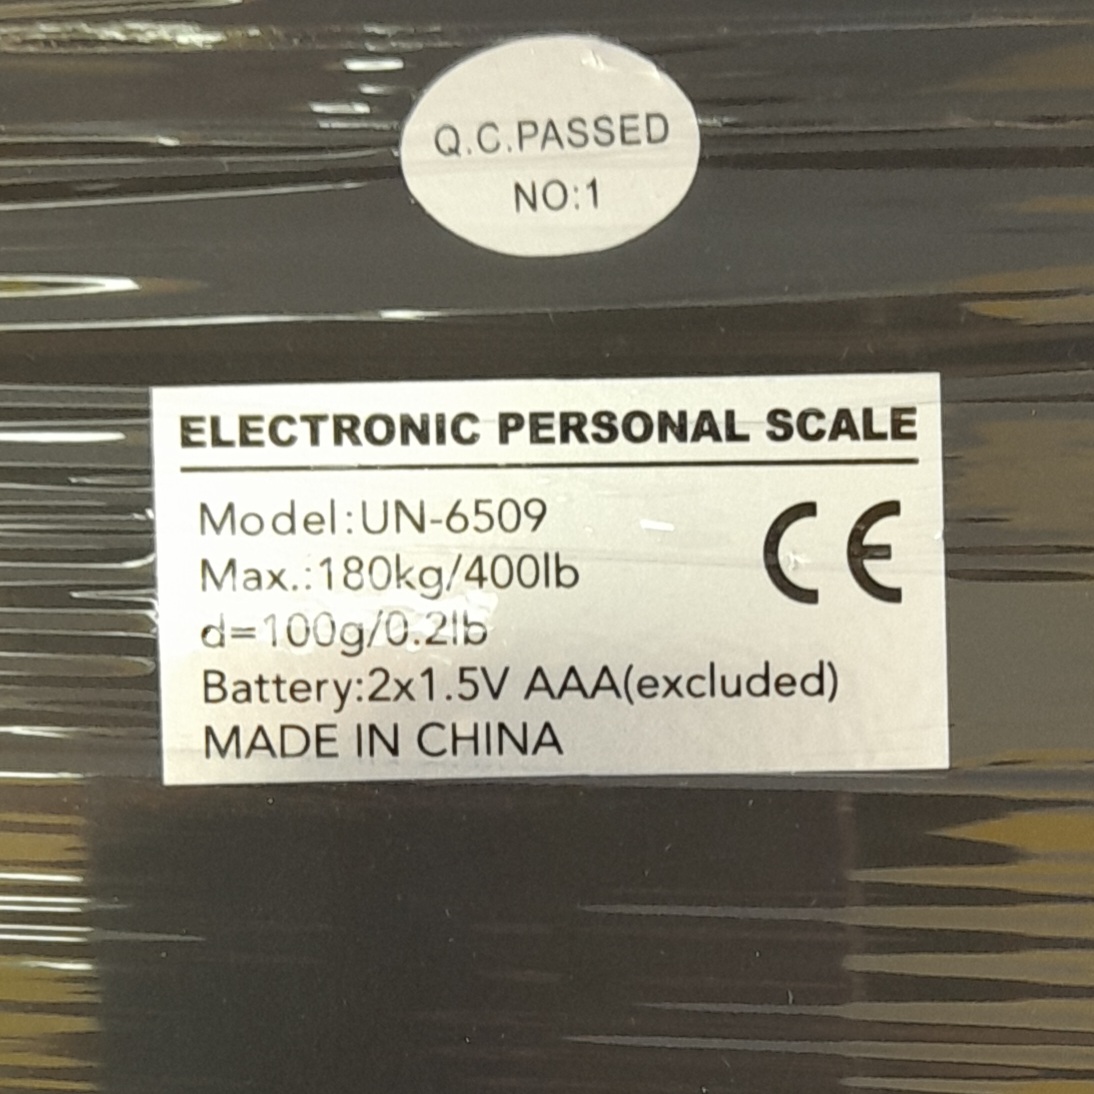 Q.C.PASSED
NO:1
ELECTRONIC PERSONAL SCALE
Model:UN-6509
Max.:180kg/400lb
d=100g/0.2lb
Battery:2x1.5V AAA(excluded)
MADE IN CHINA
CE